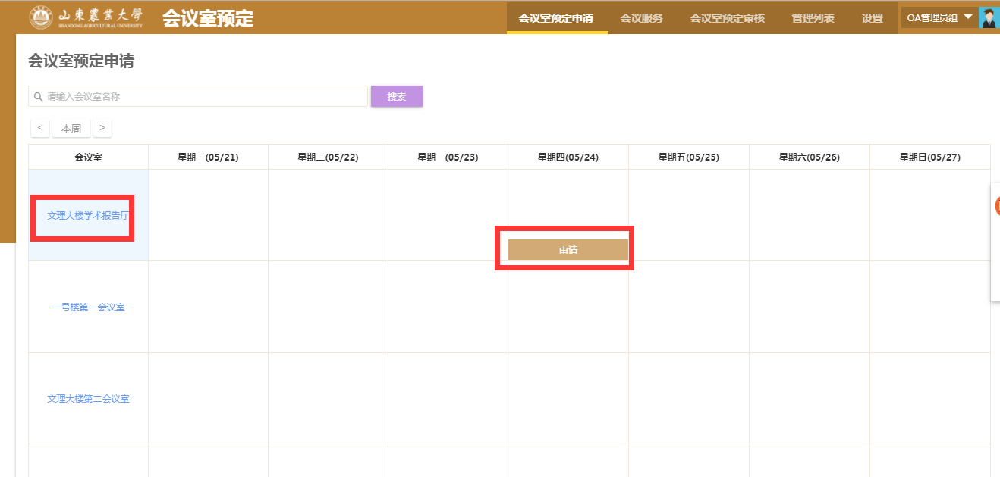 山東農業大學
SHANDONG AGRICULTURAL UNIVERSITY
会议室预定
会议室预定申请 会议服务 会议室预定审核 管理列表 设置 OA管理员组
会议室预定申请
请输入会议室名称 搜索
< 本周 >
会议室 星期一(05/21) 星期二(05/22) 星期三(05/23) 星期四(05/24) 星期五(05/25) 星期六(05/26) 星期日(05/27)
文理大楼学术报告厅
申请
一号楼第一会议室
文理大楼第二会议室